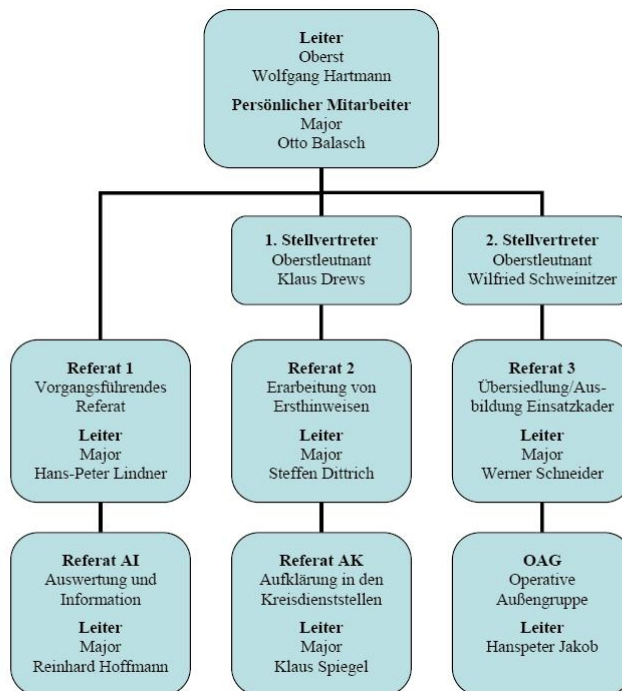 Leiter
Oberst
Wolfgang Hartmann
Persönlicher Mitarbeiter
Major
Otto Balasch
1. Stellvertreter
Oberstleutnant
Klaus Drews
2. Stellvertreter
Oberstleutnant
Wilfried Schweinitzer
Referat 1
Vorgangsführendes
Referat
Leiter
Major
Hans-Peter Lindner
Referat 2
Erarbeitung von
Ersthinweisen
Leiter
Major
Steffen Dittrich
Referat 3
Übersiedlung/Aus-
bildung Einsatzkader
Leiter
Major
Werner Schneider
Referat AI
Auswertung und
Information
Leiter
Major
Reinhard Hoffmann
Referat AK
Aufklärung in den
Kreisdienststellen
Leiter
Major
Klaus Spiegel
OAG
Operative
Außengruppe
Leiter
Hanspeter Jakob